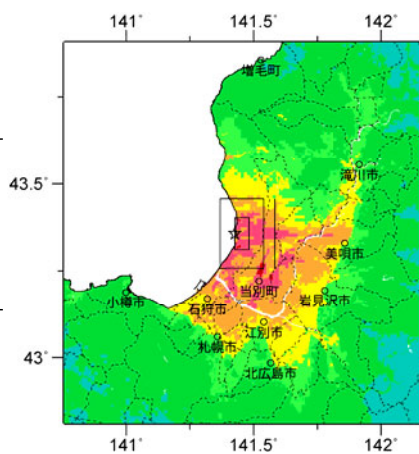 141° 141.5° 142°
増毛町
43.5°
滝川市
美唄市
小樽市
当別町
石狩市
岩見沢市
江別市
札幌市
43°
北広島市
141° 141.5° 142°